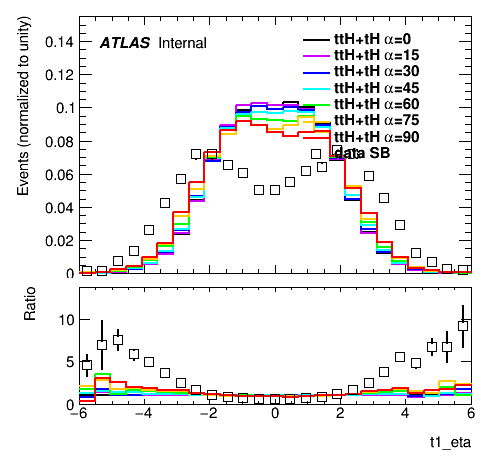 ATLAS Internal
ttH+tH α=0
ttH+tH α=15
ttH+tH α=30
ttH+tH α=45
ttH+tH α=60
ttH+tH α=75
ttH+tH α=90
data SB
Events (normalized to unity)
0.14
0.12
0.1
0.08
0.06
0.04
0.02
0
Ratio
10
5
0
−6 −4 −2 0 2 4 6
t1_eta